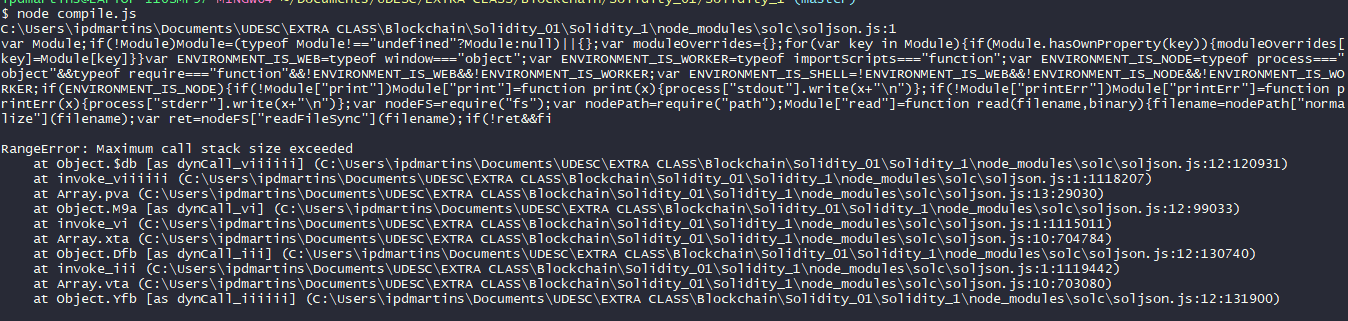 $ node compile.js
C:\Users\ipdmartins\Documents\UDESC\EXTRA CLASS\Blockchain\Solidity_01\Solidity_1\node_modules\solc\soljson.js:1
var Module;if(!Module)Module=(typeof Module!=="undefined"?Module:null)||{};var moduleOverrides={};for(var key in Module){if(Module.hasOwnProperty(key)){moduleOverrides[
key]=Module[key]}}var ENVIRONMENT_IS_WEB=typeof window==="object";var ENVIRONMENT_IS_WORKER=typeof importScripts==="function";var ENVIRONMENT_IS_NODE=typeof process==="
object"&&typeof require==="function"&&!ENVIRONMENT_IS_WEB&&!ENVIRONMENT_IS_WORKER;var ENVIRONMENT_IS_SHELL=!ENVIRONMENT_IS_WEB&&!ENVIRONMENT_IS_NODE&&!ENVIRONMENT_IS_WO
RKER;if(ENVIRONMENT_IS_NODE){if(!Module["print"])Module["print"]=function print(x){process["stdout"].write(x+"\n")};if(!Module["printErr"])Module["printErr"]=function p
rintErr(x){process["stderr"].write(x+"\n")};var nodeFS=require("fs");var nodePath=require("path");Module["read"]=function read(filename,binary){filename=nodePath["norma
lize"](filename);var ret=nodeFS["readFileSync"](filename);if(!ret&&fi
RangeError: Maximum call stack size exceeded
at Object.$db [as dynCall_viiiiii] (C:\Users\ipdmartins\Documents\UDESC\EXTRA CLASS\Blockchain\Solidity_01\Solidity_1\node_modules\solc\soljson.js:12:120931)
at invoke_viiiiii (C:\Users\ipdmartins\Documents\UDESC\EXTRA CLASS\Blockchain\Solidity_01\Solidity_1\node_modules\solc\soljson.js:1:1118207)
at Array.pva (C:\Users\ipdmartins\Documents\UDESC\EXTRA CLASS\Blockchain\Solidity_01\Solidity_1\node_modules\solc\soljson.js:13:29030)
at Object.M9a [as dynCall_vi] (C:\Users\ipdmartins\Documents\UDESC\EXTRA CLASS\Blockchain\Solidity_01\Solidity_1\node_modules\solc\soljson.js:12:99033)
at invoke_vi (C:\Users\ipdmartins\Documents\UDESC\EXTRA CLASS\Blockchain\Solidity_01\Solidity_1\node_modules\solc\soljson.js:1:1115011)
at Array.xta (C:\Users\ipdmartins\Documents\UDESC\EXTRA CLASS\Blockchain\Solidity_01\Solidity_1\node_modules\solc\soljson.js:10:704784)
at Object.Dfb [as dynCall_iii] (C:\Users\ipdmartins\Documents\UDESC\EXTRA CLASS\Blockchain\Solidity_01\Solidity_1\node_modules\solc\soljson.js:12:130740)
at invoke_iii (C:\Users\ipdmartins\Documents\UDESC\EXTRA CLASS\Blockchain\Solidity_01\Solidity_1\node_modules\solc\soljson.js:1:1119442)
at Array.vta (C:\Users\ipdmartins\Documents\UDESC\EXTRA CLASS\Blockchain\Solidity_01\Solidity_1\node_modules\solc\soljson.js:10:703080)
at Object.Yfb [as dynCall_iiiiii] (C:\Users\ipdmartins\Documents\UDESC\EXTRA CLASS\Blockchain\Solidity_01\Solidity_1\node_modules\solc\soljson.js:12:131900)